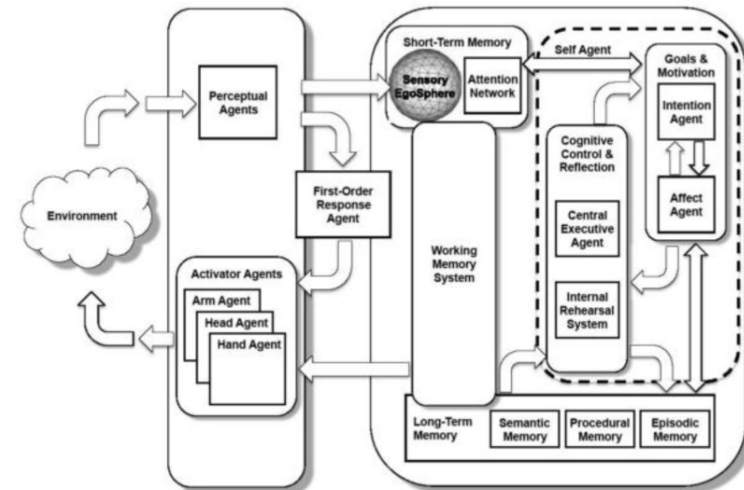 Short-Term Memory
Sensory
EgoSphere
Attention
Network
Self Agent
Goals &
Motivation
Intention
Agent
Affect
Agent
Perceptual
Agents
Cognitive
Control &
Reflection
Central
Executive
Agent
Internal
Rehearsal
System
First-Order
Response
Agent
Environment
Working
Memory
System
Activator Agents
Arm Agent
Head Agent
Hand Agent
Long-Term
Memory
Semantic
Memory
Procedural
Memory
Episodic
Memory